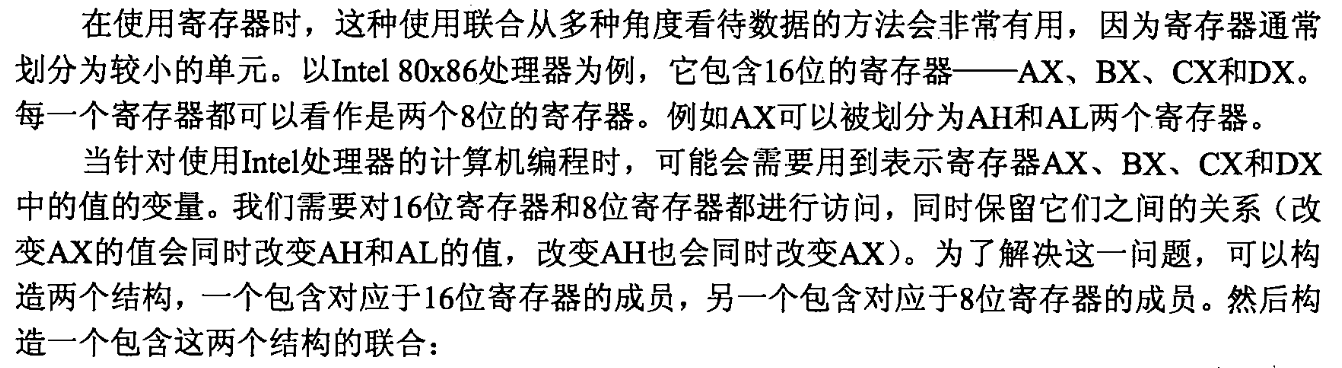 在使用寄存器时，这种使用联合从多种角度看待数据的方法会非常有用，因为寄存器通常
划分为较小的单元。以Intel 80x86处理器为例，它包含16位的寄存器——AX、BX、CX和DX。
每一个寄存器都可以看作是两个8位的寄存器。例如AX可以被划分为AH和AL两个寄存器。
当针对使用Intel处理器的计算机编程时，可能会需要用到表示寄存器AX、BX、CX和DX
中的值的变量。我们需要对16位寄存器和8位寄存器都进行访问，同时保留它们之间的关系（改
变AX的值会同时改变AH和AL的值，改变AH也会同时改变AX）。为了解决这一问题，可以构
造两个结构，一个包含对应于16位寄存器的成员，另一个包含对应于8位寄存器的成员。然后构
造一个包含这两个结构的联合：